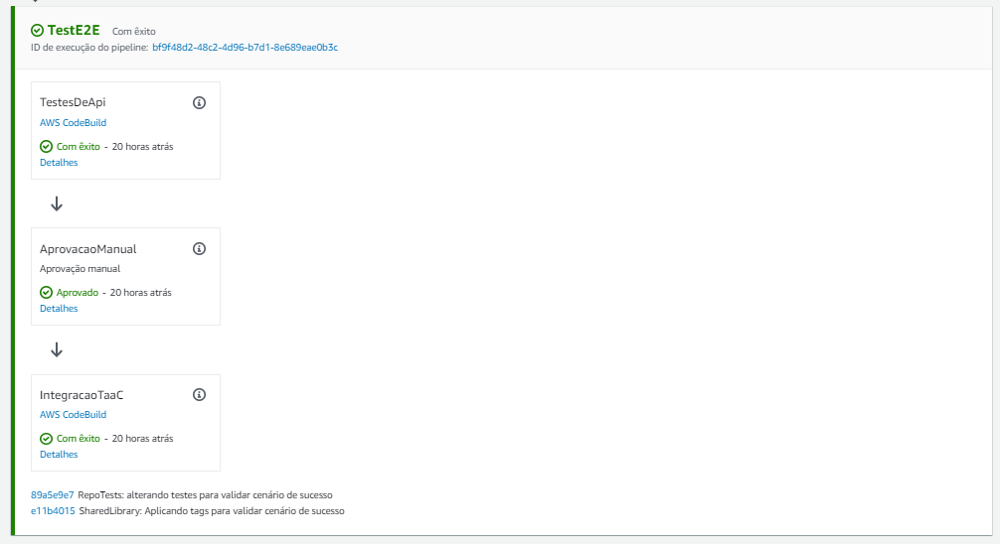 TestE2E Com êxito
ID de execução do pipeline: bf9f48d2-48c2-4d96-b7d1-8e689eae0b3c
TestesDeApi
AWS CodeBuild
Com êxito - 20 horas atrás
Detalhes
AprovacaoManual
Aprovação manual
Aprovado - 20 horas atrás
Detalhes
IntegracaoTaaC
AWS CodeBuild
Com êxito - 20 horas atrás
Detalhes
89a5e9e7 RepoTests: alterando testes para validar cenário de sucesso
e11b4015 SharedLibrary: Aplicando tags para validar cenário de sucesso